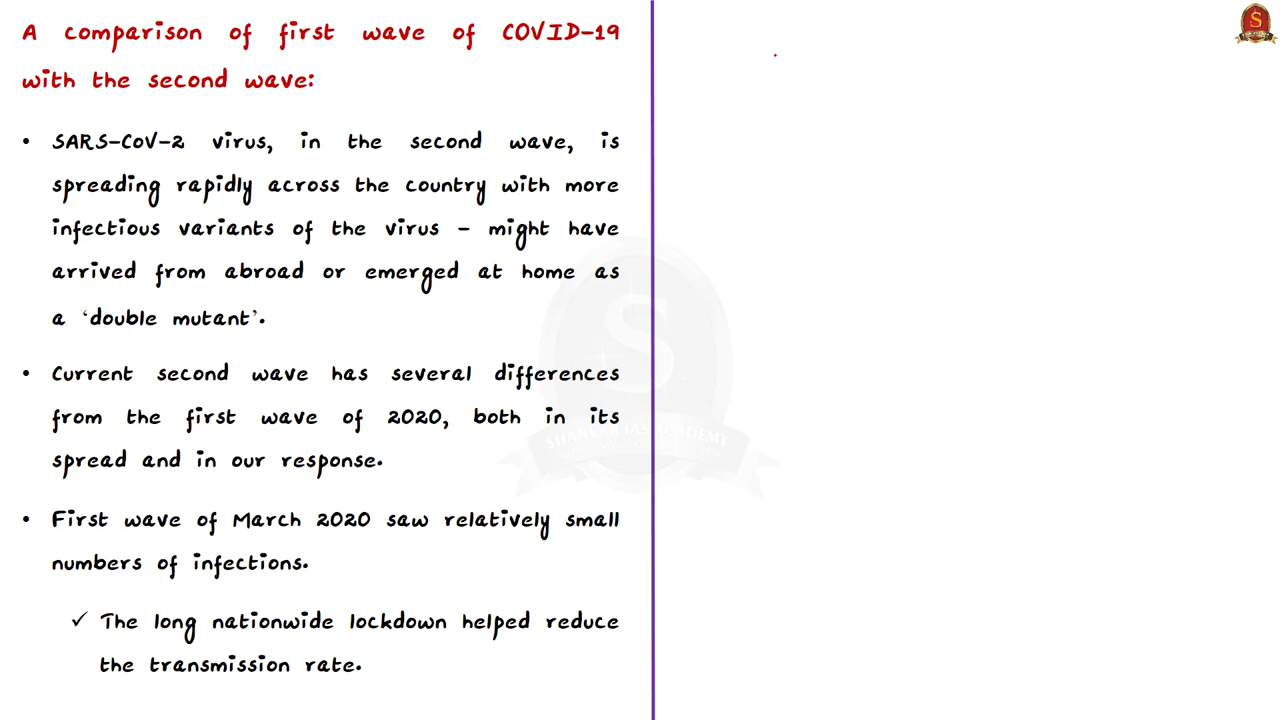 A comparison of first wave of COVID-19
with the second wave:
• SARS-CoV-2 virus, in the second wave, is
spreading rapidly across the country with more
infectious variants of the virus – might have
arrived from abroad or emerged at home as
a ‘double mutant’.
• Current second wave has several differences
from the first wave of 2020, both in its
spread and in our response.
• First wave of March 2020 saw relatively small
numbers of infections.
✓ The long nationwide lockdown helped reduce
the transmission rate.
S
SHANKAR IAS ACADEMY